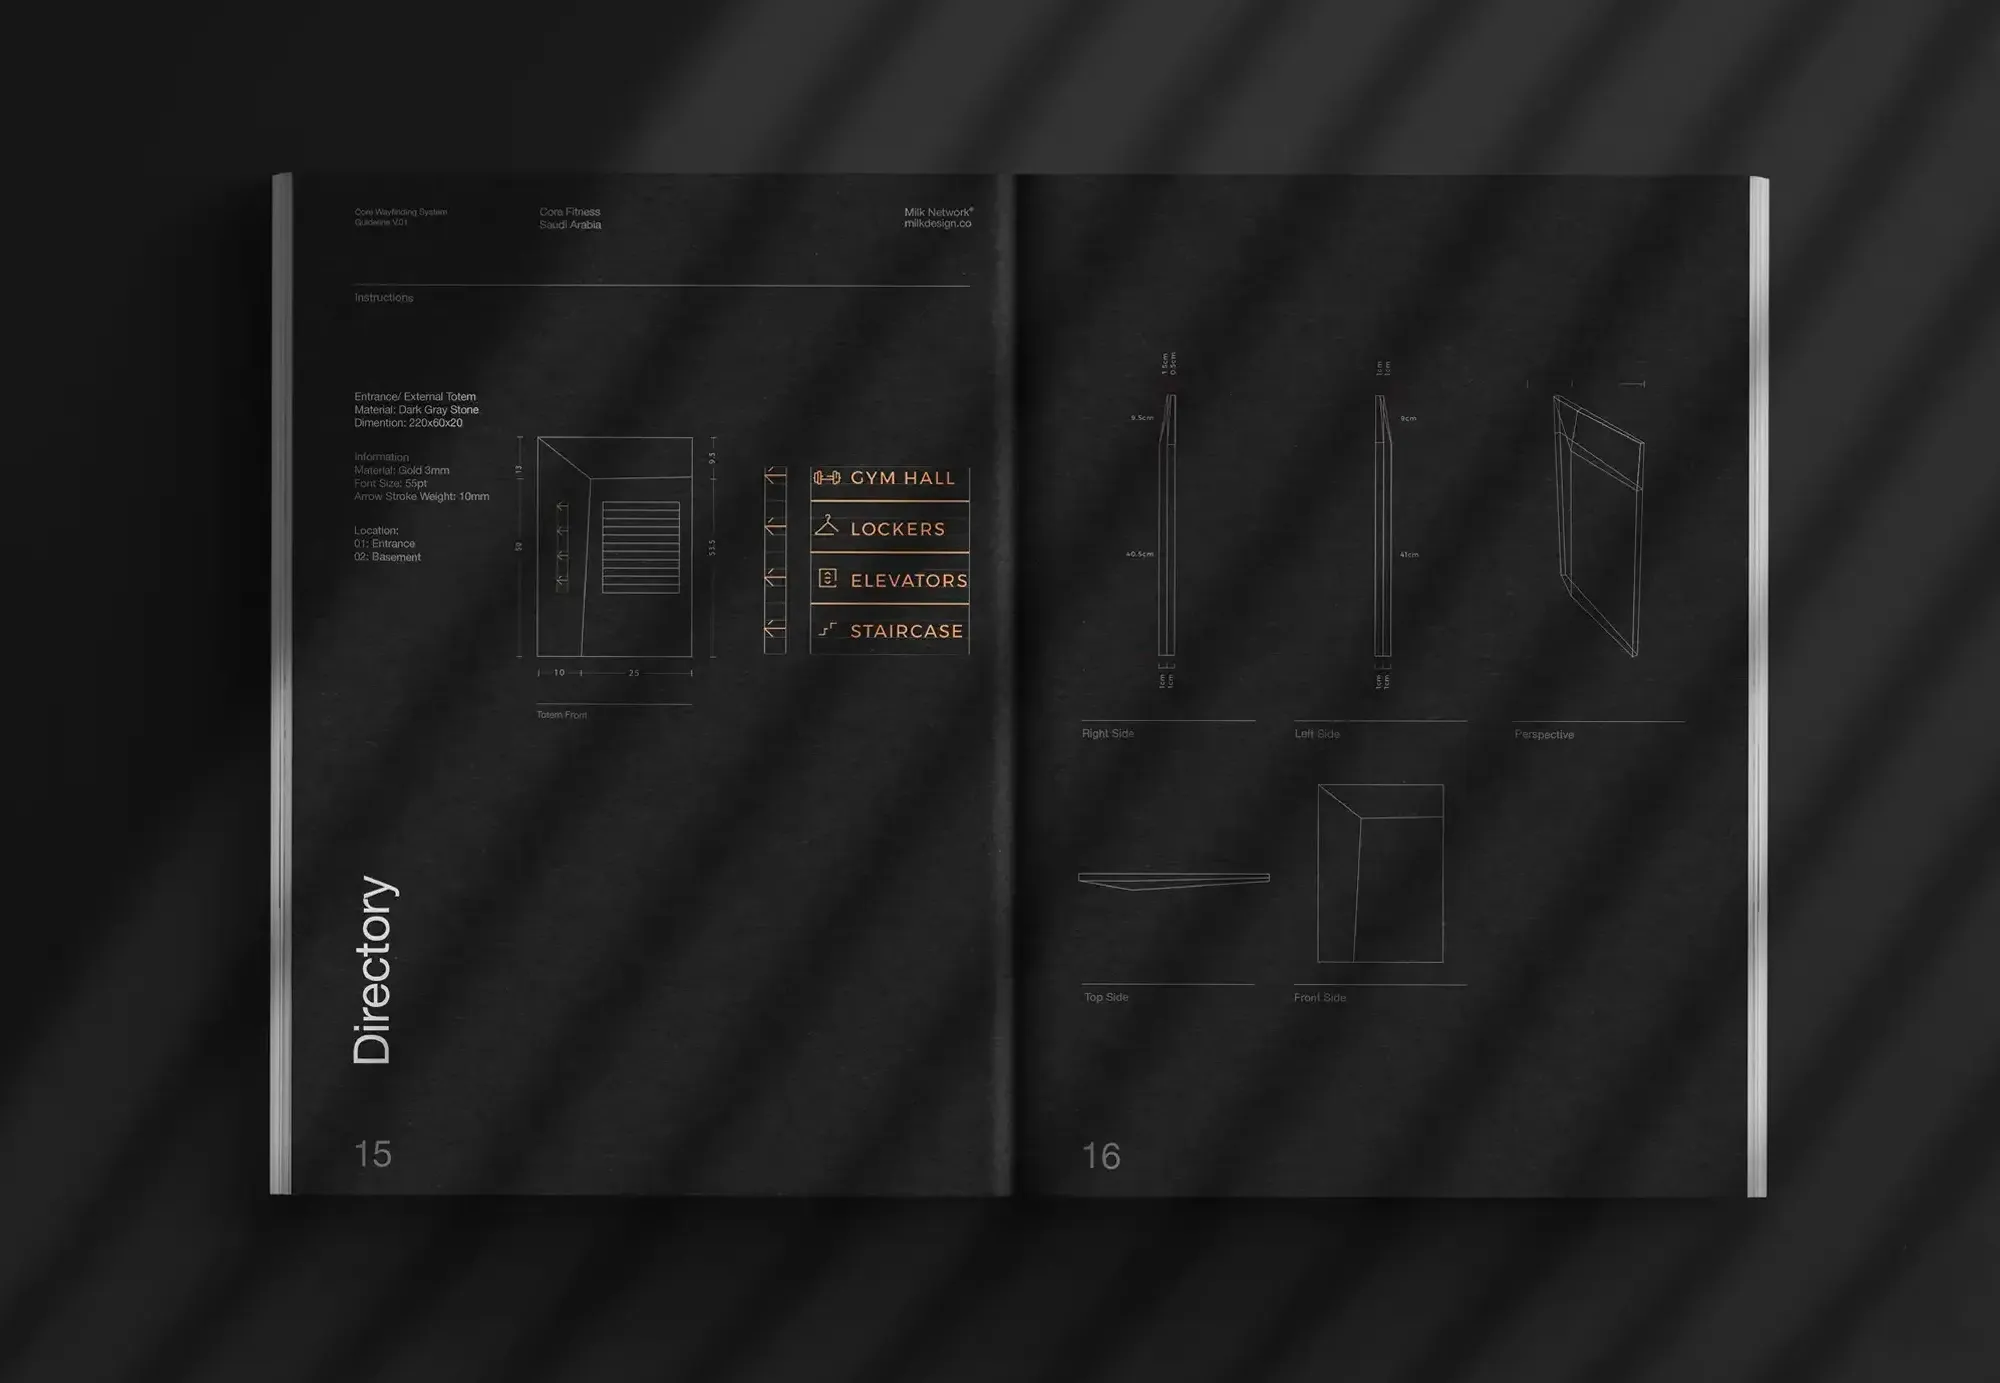 Core Wayfinding System
Guideline V.01
Core Fitness
Saudi Arabia
Milk Network®
milkdesign.co
Instructions
Entrance/ External Totem
Material: Dark Gray Stone
Dimention: 220x60x20
Information
Material: Gold 3mm
Font Size: 55pt
Arrow Stroke Weight: 10mm
Location:
01: Entrance
02: Basement
13
50
9.5
53.5
10
25
Totem Front
GYM HALL
LOCKERS
ELEVATORS
STAIRCASE
Directory
15
1.5cm
0.5cm
9.5cm
40.5cm
1cm
1cm
Right Side
1cm
1cm
9cm
41cm
1cm
1cm
Left Side
Perspective
Top Side
Front Side
16